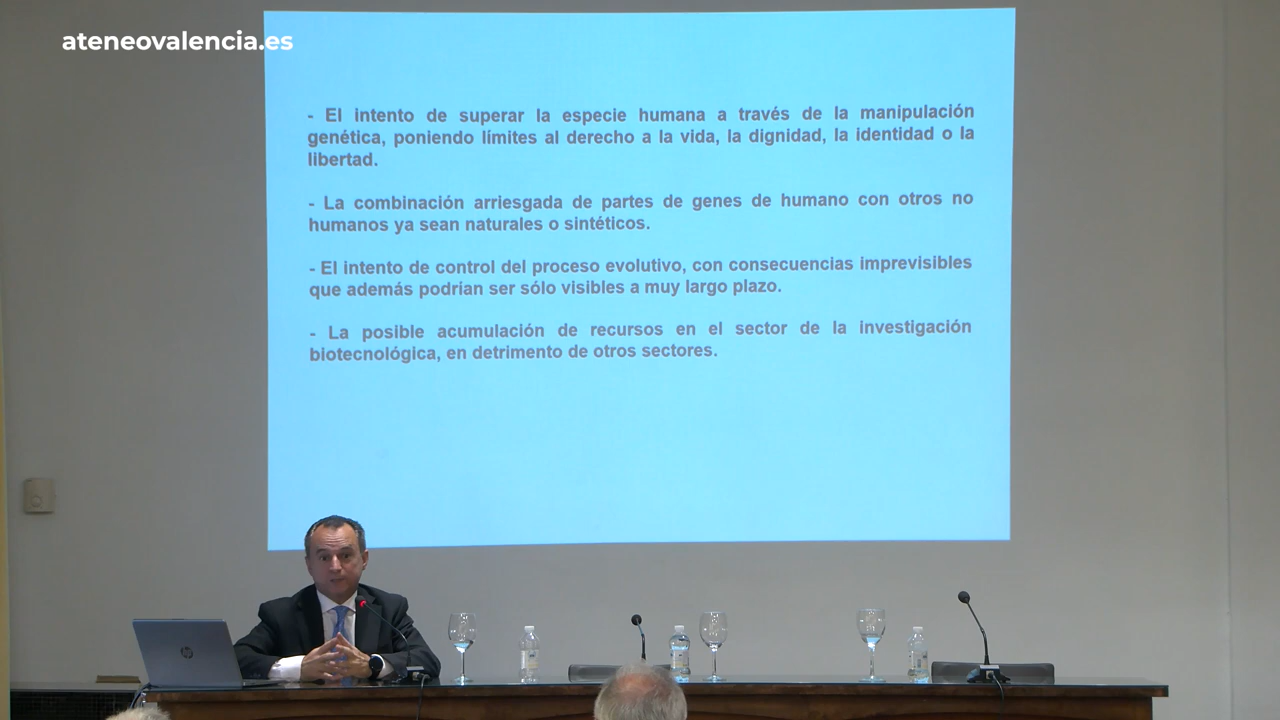 ateneovalencia.es
- El intento de superar la especie humana a través de la manipulación
genética, poniendo límites al derecho a la vida, la dignidad, la identidad o la
libertad.
- La combinación arriesgada de partes de genes de humano con otros no
humanos ya sean naturales o sintéticos.
- El intento de control del proceso evolutivo, con consecuencias imprevisibles
que además podrían ser sólo visibles a muy largo plazo.
- La posible acumulación de recursos en el sector de la investigación
biotecnológica, en detrimento de otros sectores.
hp